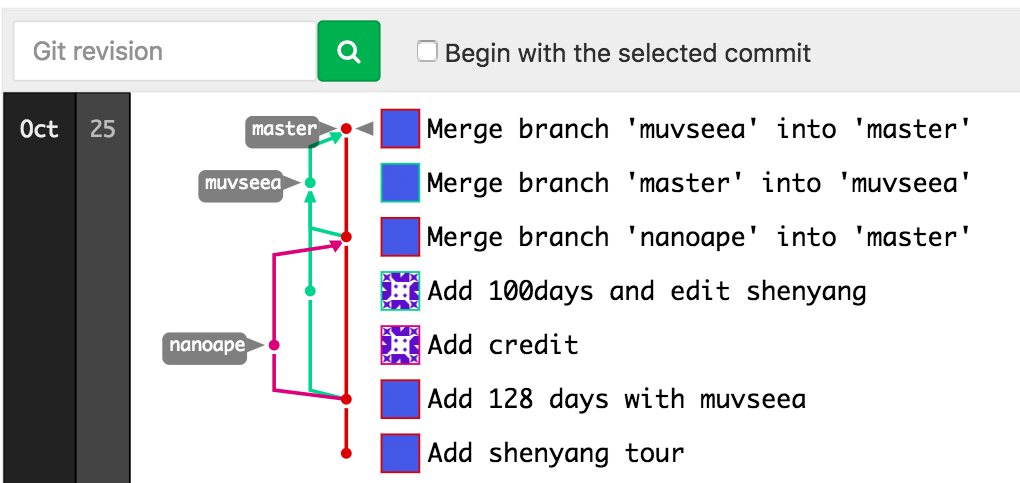 Git revision
Begin with the selected commit
Oct 25 master Merge branch 'muvseea' into 'master'
muvseea Merge branch 'master' into 'muvseea'
Merge branch 'nanoape' into 'master'
Add 100days and edit shenyang
nanoape Add credit
Add 128 days with muvseea
Add shenyang tour